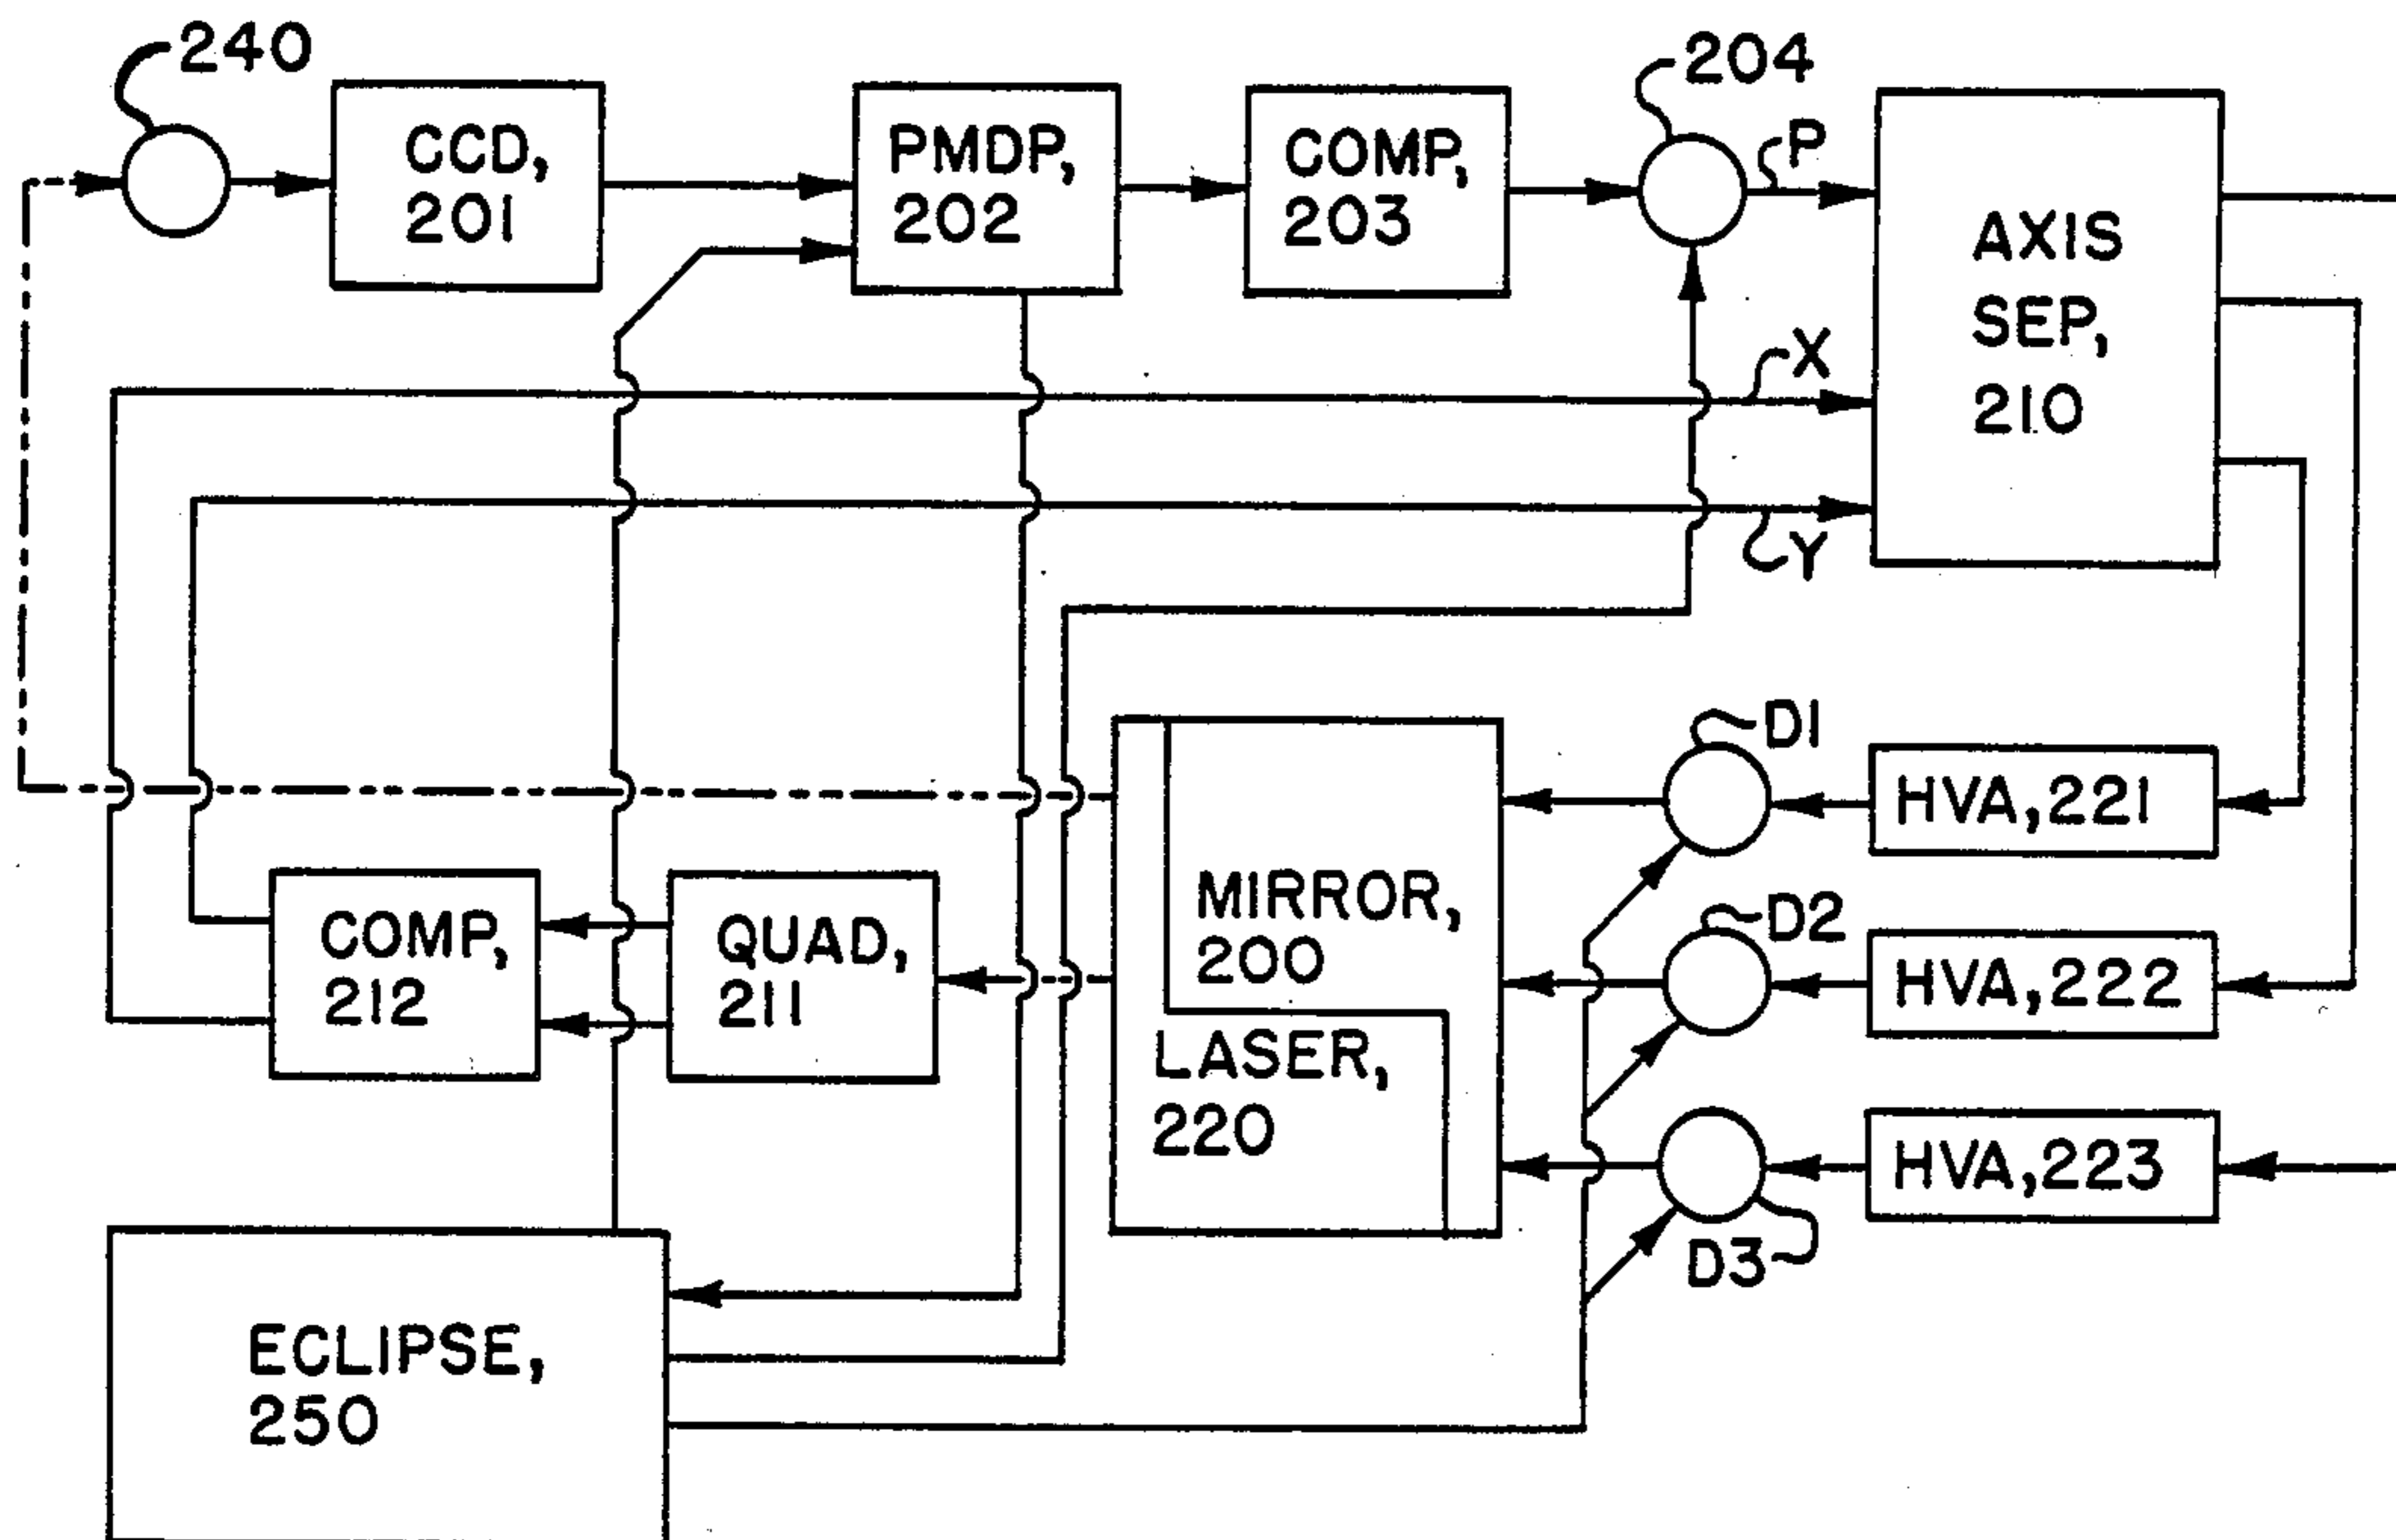 240
CCD,
201
PMDP,
202
COMP,
203
204
P
AXIS
SEP,
210
X
Y
D1
HVA,221
MIRROR,
200
D2
HVA,222
COMP,
212
QUAD,
211
LASER,
220
HVA,223
D3
ECLIPSE,
250